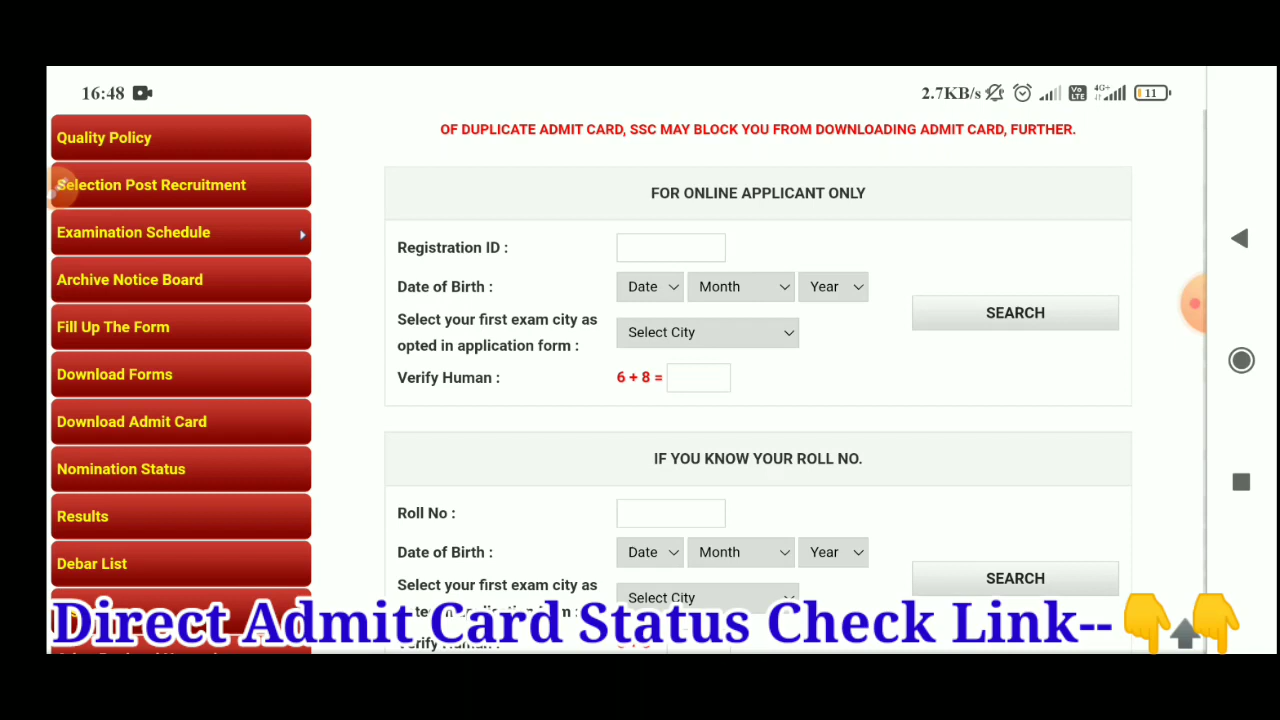 16:48
2.7KB/s
Vo LTE
4G+
11
Quality Policy
Selection Post Recruitment
Examination Schedule
Archive Notice Board
Fill Up The Form
Download Forms
Download Admit Card
Nomination Status
Results
Debar List
OF DUPLICATE ADMIT CARD, SSC MAY BLOCK YOU FROM DOWNLOADING ADMIT CARD, FURTHER.
FOR ONLINE APPLICANT ONLY
Registration ID :
Date of Birth : Date Month Year
Select your first exam city as
opted in application form : Select City
SEARCH
Verify Human : 6 + 8 =
IF YOU KNOW YOUR ROLL NO.
Roll No :
Date of Birth : Date Month Year
Select your first exam city as
Select City
SEARCH
Direct Admit Card Status Check Link--